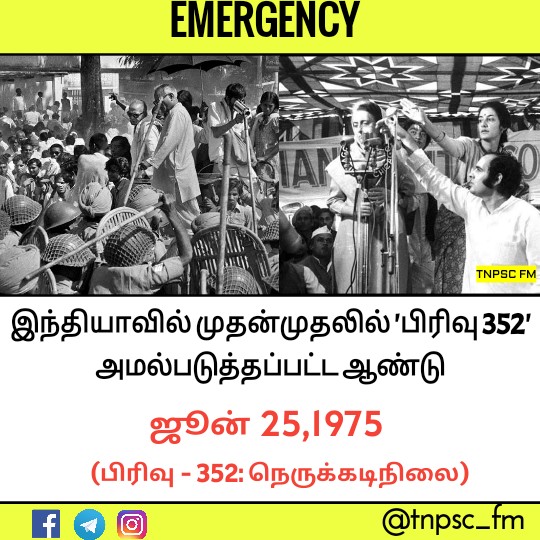 EMERGENCY
TNPSC FM
இந்தியாவில் முதன்முதலில் 'பிரிவு 352'
அமல்படுத்தப்பட்ட ஆண்டு
ஜூன் 25,1975
(பிரிவு - 352: நெருக்கடிநிலை)
@tnpsc_fm